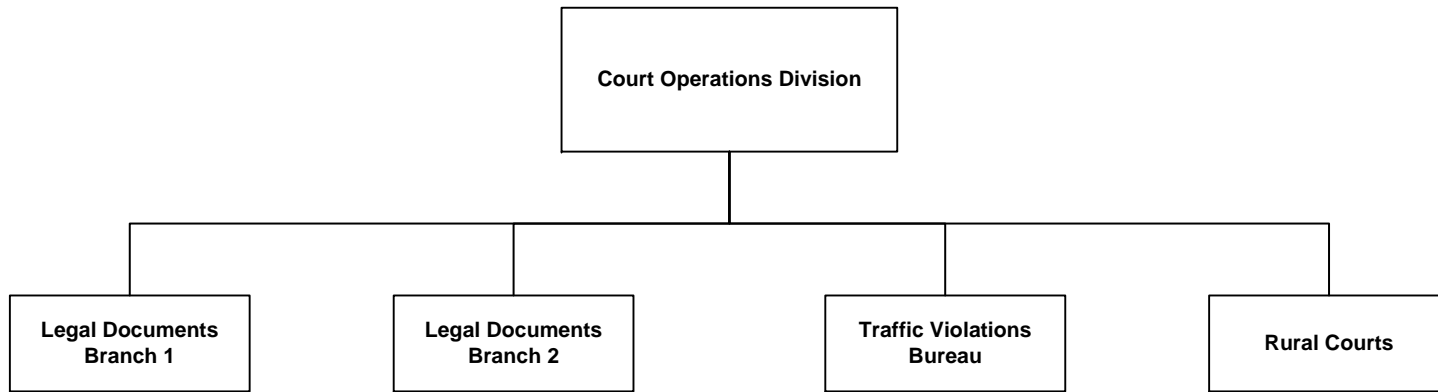 Court Operations Division
Legal Documents
Branch 1
Legal Documents
Branch 2
Traffic Violations
Bureau
Rural Courts